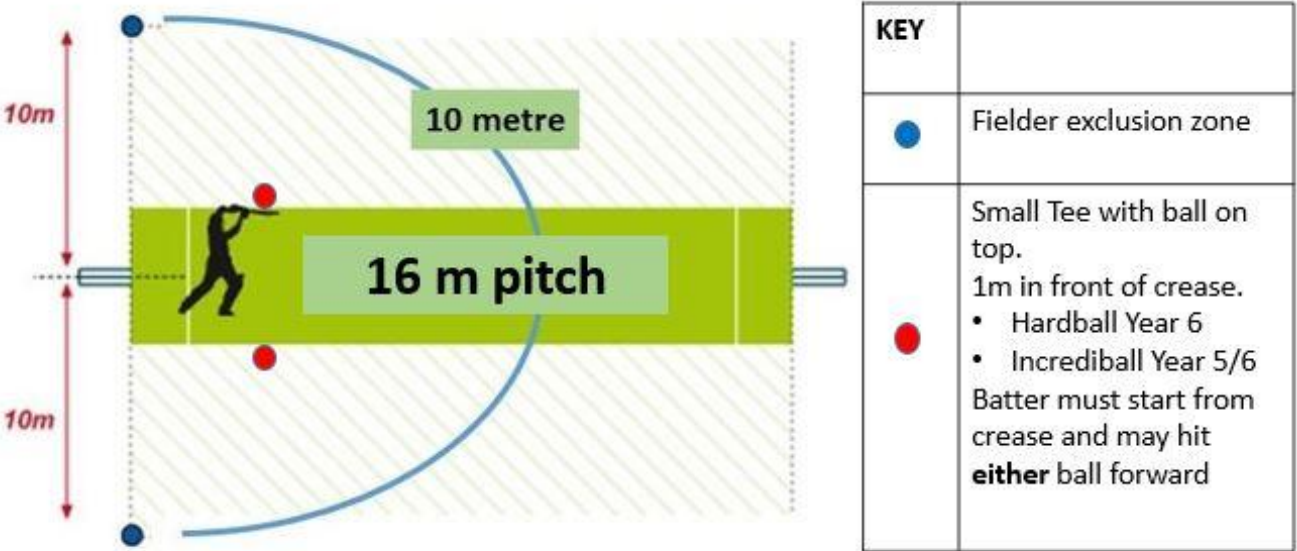 10m
10 metre
16 m pitch
10m
KEY
Fielder exclusion zone
Small Tee with ball on
top.
1m in front of crease.
• Hardball Year 6
• Incrediball Year 5/6
Batter must start from
crease and may hit
either ball forward